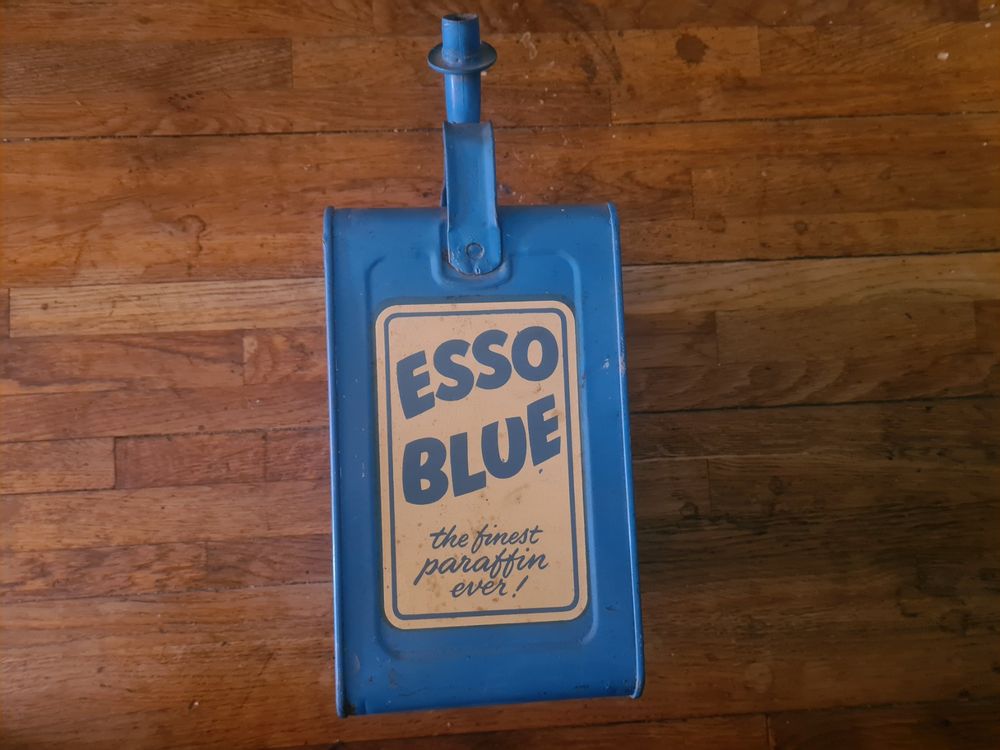 ESSO
BLUE
the finest
paraffin
ever!